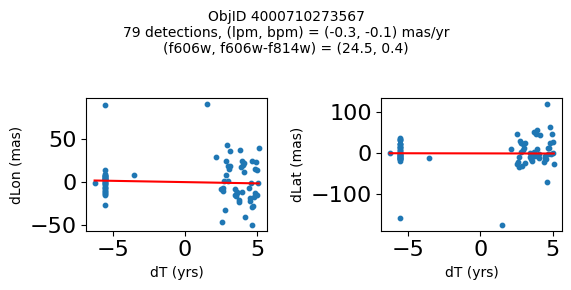 ObjID 4000710273567
79 detections, (lpm, bpm) = (-0.3, -0.1) mas/yr
(f606w, f606w-f814w) = (24.5, 0.4)
dLon (mas)
50
0
−50
−5
0
5
dT (yrs)
dLat (mas)
100
0
−100
−5
0
5
dT (yrs)